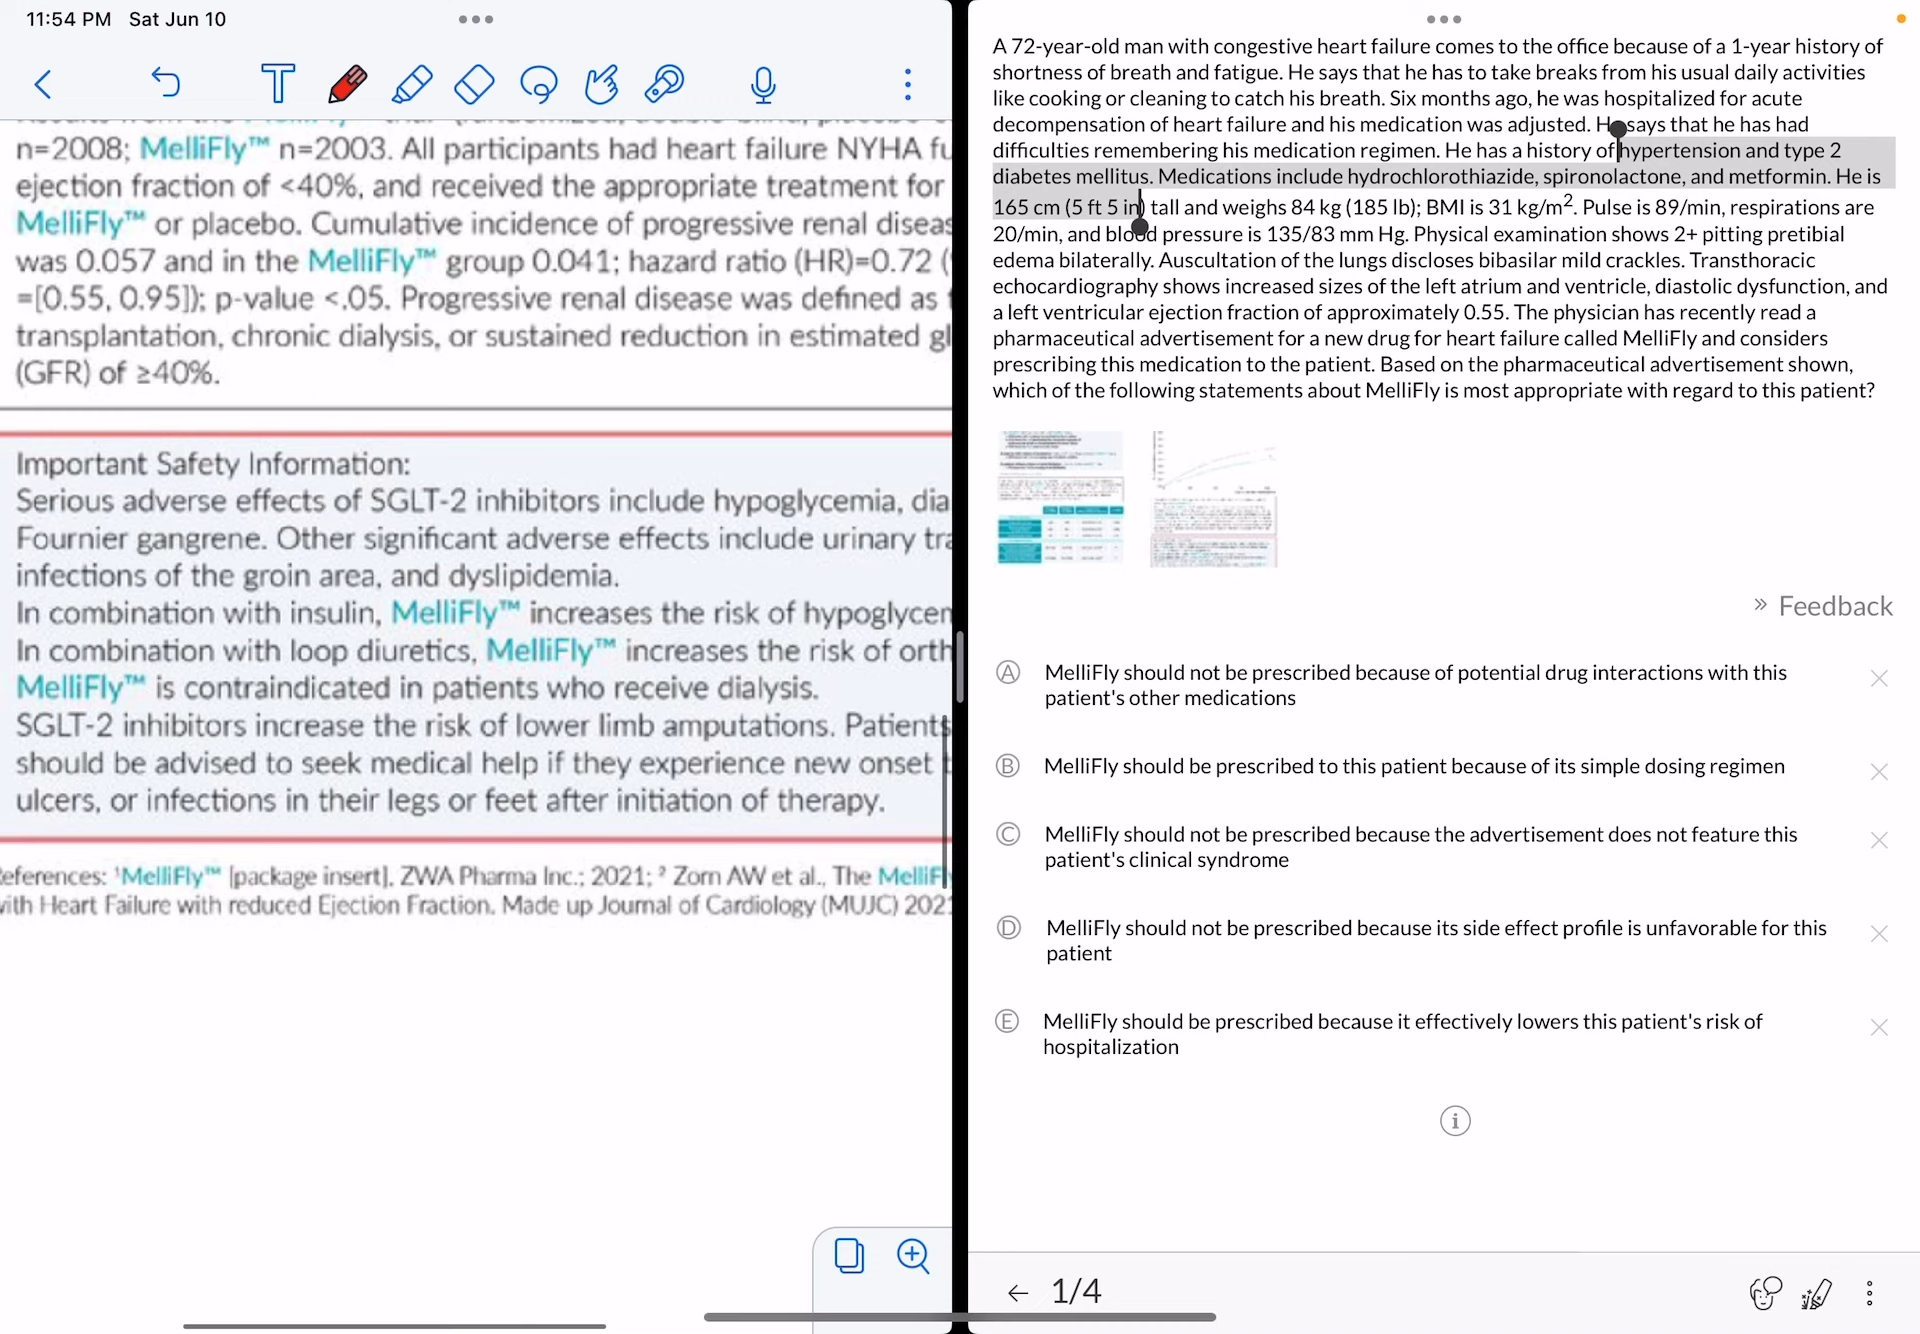 11:54 PM Sat Jun 10
n=2008; MelliFly™ n=2003. All participants had heart failure NYHA fu
ejection fraction of <40%, and received the appropriate treatment for
MelliFly™ or placebo. Cumulative incidence of progressive renal diseas
was 0.057 and in the MelliFly™ group 0.041; hazard ratio (HR)=0.72 (
=[0.55, 0.95]); p-value <.05. Progressive renal disease was defined as
transplantation, chronic dialysis, or sustained reduction in estimated gl
(GFR) of ≥40%.
Important Safety Information:
Serious adverse effects of SGLT-2 inhibitors include hypoglycemia, dia
Fournier gangrene. Other significant adverse effects include urinary tra
infections of the groin area, and dyslipidemia.
In combination with insulin, MelliFly™ increases the risk of hypoglycem
In combination with loop diuretics, MelliFly™ increases the risk of orth
MelliFly™ is contraindicated in patients who receive dialysis.
SGLT-2 inhibitors increase the risk of lower limb amputations. Patients
should be advised to seek medical help if they experience new onset
ulcers, or infections in their legs or feet after initiation of therapy.
eferences: ¹MelliFly™ [package insert]. ZWA Pharma Inc.; 2021; ² Zorn AW et al., The MelliFl
with Heart Failure with reduced Ejection Fraction. Made up Journal of Cardiology (MUJC) 202
A 72-year-old man with congestive heart failure comes to the office because of a 1-year history of
shortness of breath and fatigue. He says that he has to take breaks from his usual daily activities
like cooking or cleaning to catch his breath. Six months ago, he was hospitalized for acute
decompensation of heart failure and his medication was adjusted. He says that he has had
difficulties remembering his medication regimen. He has a history of hypertension and type 2
diabetes mellitus. Medications include hydrochlorothiazide, spironolactone, and metformin. He is
165 cm (5 ft 5 in) tall and weighs 84 kg (185 lb); BMI is 31 kg/m². Pulse is 89/min, respirations are
20/min, and blood pressure is 135/83 mm Hg. Physical examination shows 2+ pitting pretibial
edema bilaterally. Auscultation of the lungs discloses bibasilar mild crackles. Transthoracic
echocardiography shows increased sizes of the left atrium and ventricle, diastolic dysfunction, and
a left ventricular ejection fraction of approximately 0.55. The physician has recently read a
pharmaceutical advertisement for a new drug for heart failure called MelliFly and considers
prescribing this medication to the patient. Based on the pharmaceutical advertisement shown,
which of the following statements about MelliFly is most appropriate with regard to this patient?
» Feedback
A MelliFly should not be prescribed because of potential drug interactions with this
patient's other medications
B MelliFly should be prescribed to this patient because of its simple dosing regimen
C MelliFly should not be prescribed because the advertisement does not feature this
patient's clinical syndrome
D MelliFly should not be prescribed because its side effect profile is unfavorable for this
patient
E MelliFly should be prescribed because it effectively lowers this patient's risk of
hospitalization
1/4